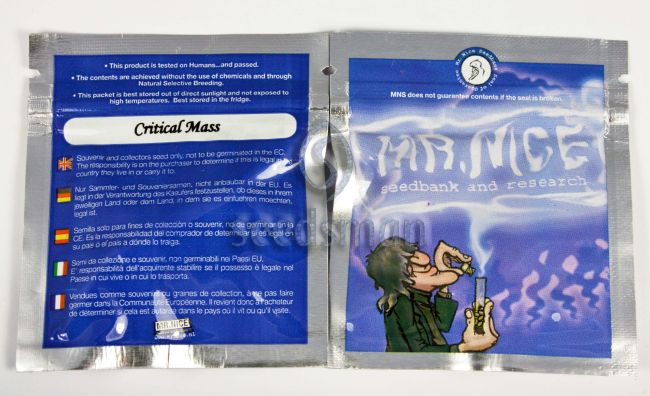 • This product is tested on Humans...and passed.
• The contents are achieved without the use of chemicals and through
Natural Selective Breeding.
• This packet is best stored out of direct sunlight and not exposed to
high temperatures. Best stored in the fridge.
Critical Mass
Souvenir and collectors seed only, not to be germinated in the EC.
The responsibility is on the purchaser to determine if this is legal in the
country they live in or carry it to.
Nur Sammler- und Souvenirsamen, nicht anbaubar in der EU. Es
liegt in der Verantwortung des Käufers festzustellen, ob dieses in ihrem
jeweiligen Land oder dem Land, in dem sie es einfuehren moechten,
legal ist.
Semilla solo para fines de colección o souvenir, no de germinar en la
CE. Es la responsabilidad del comprador de determinar si es legal en
su país o el país a dónde lo traiga.
Semi da collezione e souvenir, non germinabili nei Paesi EU.
E' responsabilità dell'acquirente stabilire se il possesso è legale nel
Paese in cui vive o in cui lo trasporta.
Vendues comme souvenirs ou graines de collection, à ne pas faire
germer dans la Communauté Européenne. Il revient donc à l'acheteur
de déterminer si cela est autorisé dans le pays où il vit ou qu'il visite.
MR.NICE
MNS does not guarantee contents if the seal is broken.
MR.NICE
seedbank and research
seedsman